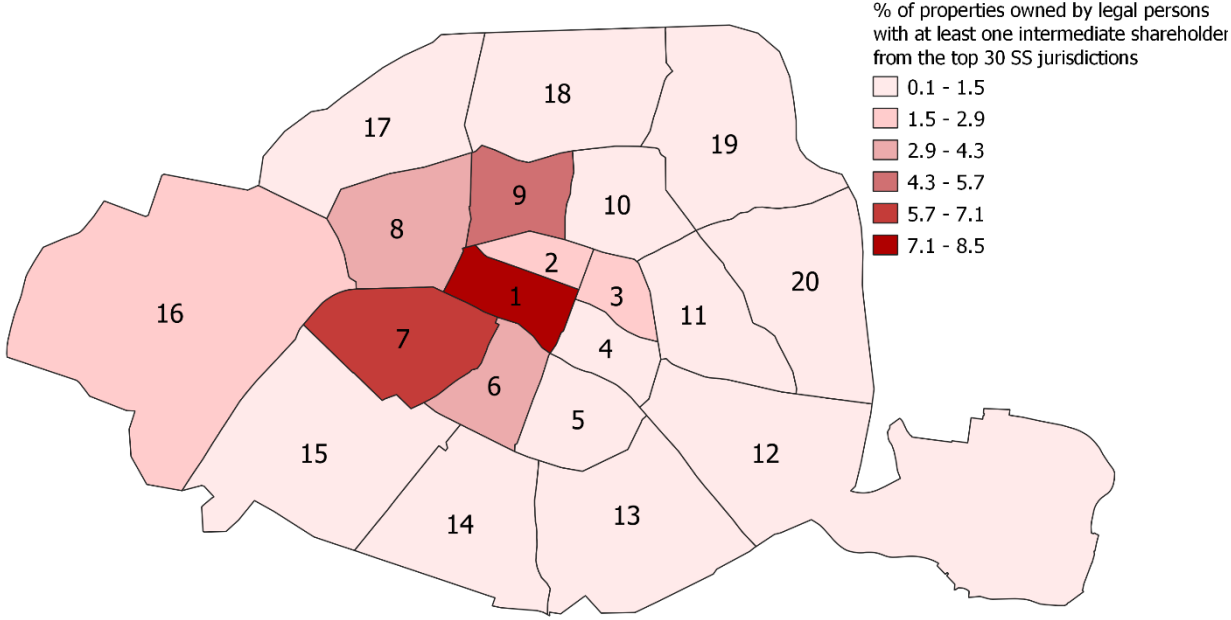 % of properties owned by legal persons
with at least one intermediate shareholder
from the top 30 SS jurisdictions
0.1 - 1.5
1.5 - 2.9
2.9 - 4.3
4.3 - 5.7
5.7 - 7.1
7.1 - 8.5
18
17
19
9
10
8
2
20
1
3
16
11
7
4
6
5
15
12
13
14